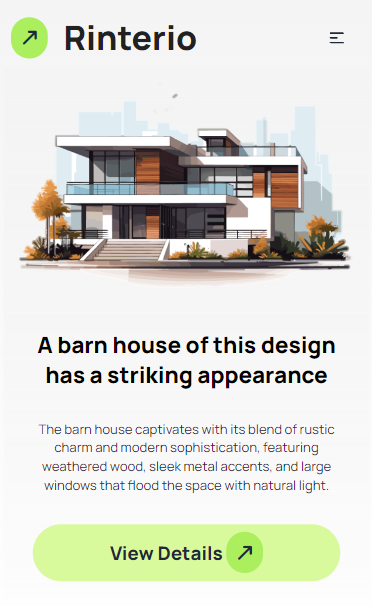 Rinterio
A barn house of this design
has a striking appearance
The barn house captivates with its blend of rustic
charm and modern sophistication, featuring
weathered wood, sleek metal accents, and large
windows that flood the space with natural light.
View Details